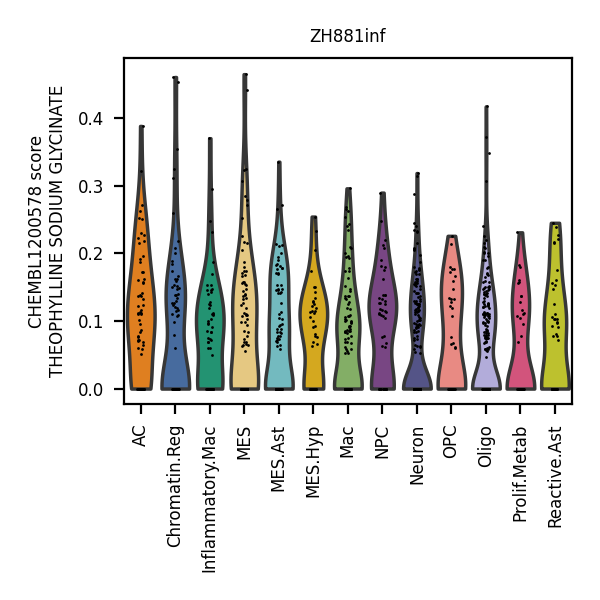 ZH881inf
CHEMBL1200578 score
THEOPHYLLINE SODIUM GLYCINATE
0.4
0.3
0.2
0.1
0.0
AC
Chromatin.Reg
Inflammatory.Mac
MES
MES.Ast
MES.Hyp
Mac
NPC
Neuron
OPC
Oligo
Prolif.Metab
Reactive.Ast